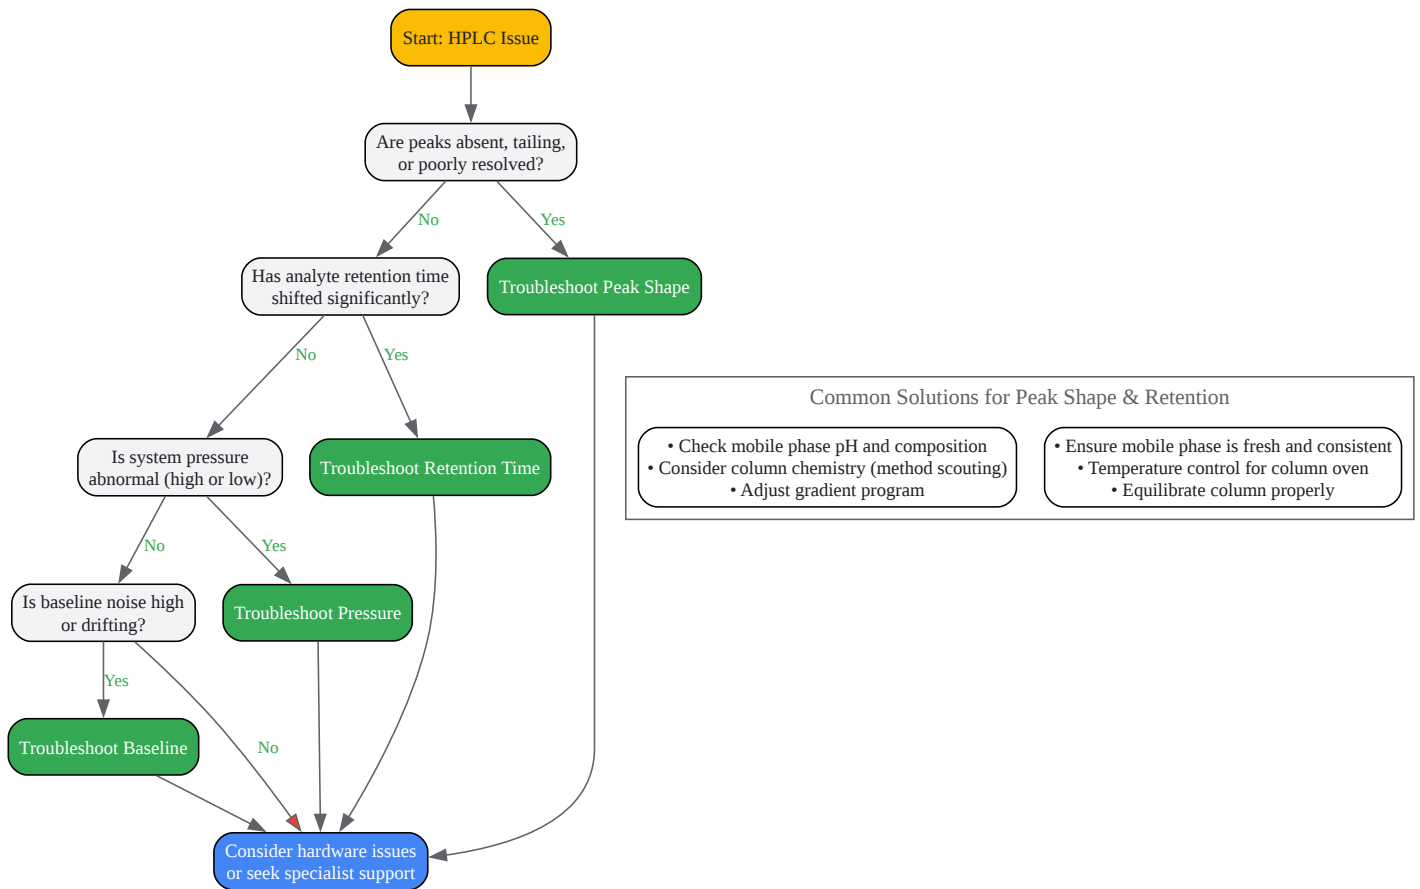 Start: HPLC Issue
Are peaks absent, tailing,
or poorly resolved?
No
Yes
Has analyte retention time
shifted significantly?
Troubleshoot Peak Shape
No
Yes
Common Solutions for Peak Shape & Retention
• Check mobile phase pH and composition
• Consider column chemistry (method scouting)
• Adjust gradient program
• Ensure mobile phase is fresh and consistent
• Temperature control for column oven
• Equilibrate column properly
Is system pressure
abnormal (high or low)?
Troubleshoot Retention Time
No
Yes
Is baseline noise high
or drifting?
Troubleshoot Pressure
Yes
No
Troubleshoot Baseline
Consider hardware issues
or seek specialist support